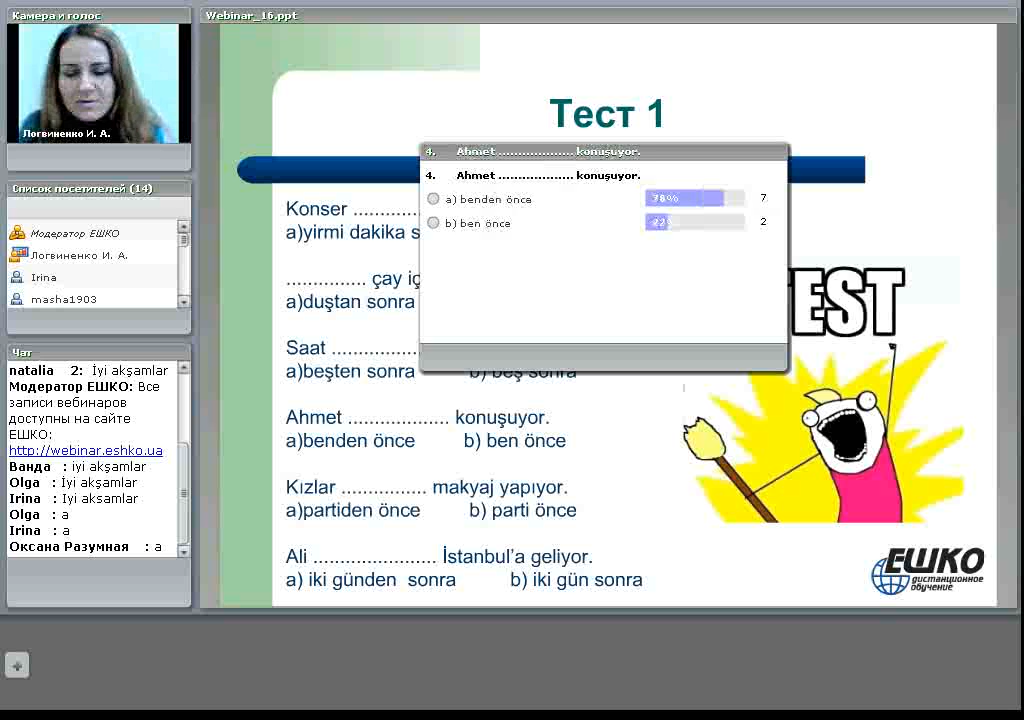 Камера и голос
Логвиненко И. А.
Список посетителей (14)
Модератор ЕШКО
Логвиненко И. А.
Irina
masha1903
Чат
natalia 2: İyi akşamlar
Модератор ЕШКО: Все
записи вебинаров
доступны на сайте
ЕШКО:
http://webinar.eshko.ua
Ванда : iyi akşamlar
Olga : İyi akşamlar
Irina : Iyi aksamlar
Olga : a
Irina : a
Оксана Разумная : a
Webinar_16.ppt
Тест 1
4. Ahmet ................... konuşuyor.
4. Ahmet ................... konuşuyor.
a) benden önce 78% 7
b) ben önce 22 2
Konser .............
a)yirmi dakika s
............... çay iç
a)duştan sonra
Saat ................
a)beşten sonra b) beş sonra
Ahmet ................... konuşuyor.
a)benden önce b) ben önce
Kızlar ................ makyaj yapıyor.
a)partiden önce b) parti önce
Ali ....................... İstanbul’a geliyor.
a) iki günden sonra b) iki gün sonra
EST
ЕШКО
дистанционное
обучение